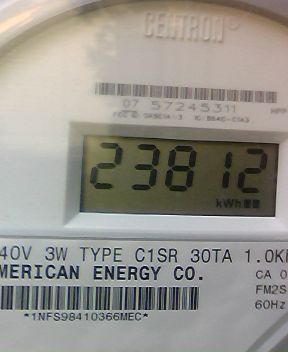 CENTRON
07 57245311
23812
kWh
40V 3W TYPE C1SR 30TA 1.0K
MERICAN ENERGY CO.
CA 0
FM2S
60Hz
*1NFS98410366MEC*